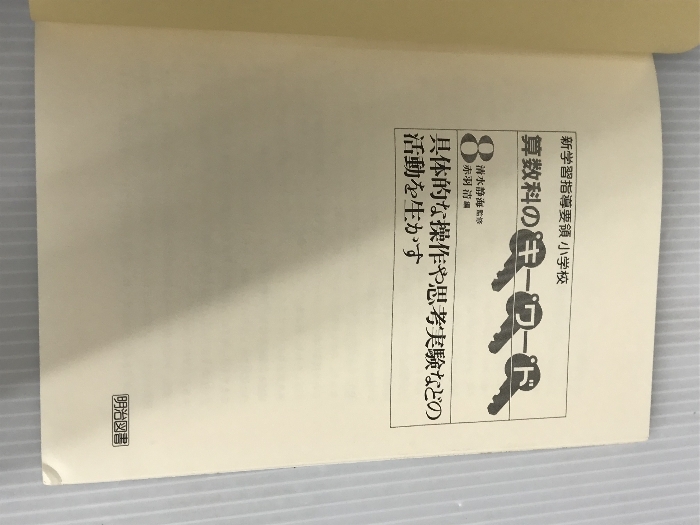 新学習指導要領 小学校
算数科のキーワード
8
清水静海 監修
赤羽 清 編
具体的な操作や思考実験などの
活動を生かす
明治図書